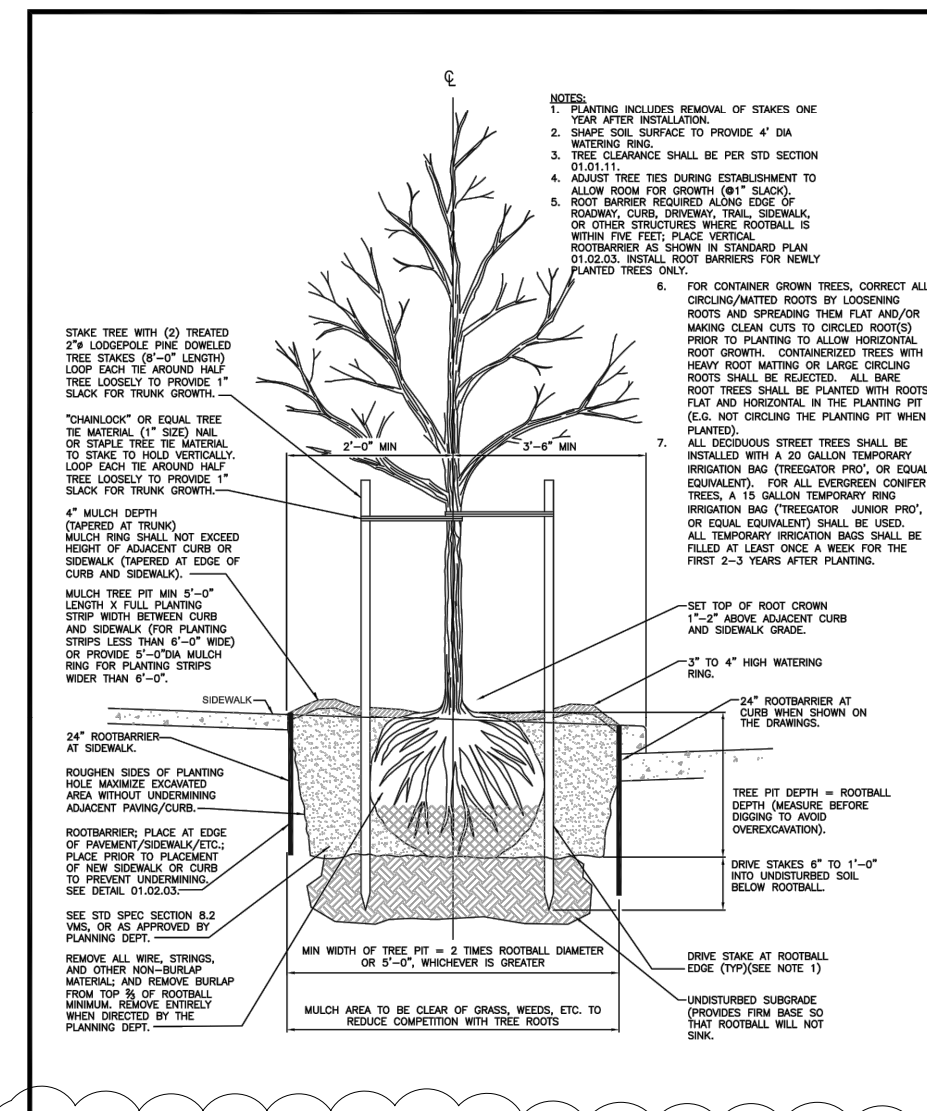 ℄
NOTES:
1. PLANTING INCLUDES REMOVAL OF STAKES ONE
YEAR AFTER INSTALLATION.
2. SHAPE SOIL SURFACE TO PROVIDE 4' DIA
WATERING RING.
3. TREE CLEARANCE SHALL BE PER STD SECTION
01.01.11.
4. ADJUST TREE TIES DURING ESTABLISHMENT TO
ALLOW ROOM FOR GROWTH (@1" SLACK).
5. ROOT BARRIER REQUIRED ALONG EDGE OF
ROADWAY, CURB, DRIVEWAY, TRAIL, SIDEWALK,
OR OTHER STRUCTURES WHERE ROOTBALL IS
WITHIN FIVE FEET; PLACE VERTICAL
ROOTBARRIER AS SHOWN IN STANDARD PLAN
01.02.03. INSTALL ROOT BARRIERS FOR NEWLY
PLANTED TREES ONLY.
6. FOR CONTAINER GROWN TREES, CORRECT ALL
CIRCLING/MATTED ROOTS BY LOOSENING
ROOTS AND SPREADING THEM FLAT AND/OR
MAKING CLEAN CUTS TO CIRCLED ROOT(S)
PRIOR TO PLANTING TO ALLOW HORIZONTAL
ROOT GROWTH. CONTAINERIZED TREES WITH
HEAVY ROOT MATTING OR LARGE CIRCLING
ROOTS SHALL BE REJECTED. ALL BARE
ROOT TREES SHALL BE PLANTED WITH ROOTS
FLAT AND HORIZONTAL IN THE PLANTING PIT
(E.G. NOT CIRCLING THE PLANTING PIT WHEN
PLANTED).
7. ALL DECIDUOUS STREET TREES SHALL BE
INSTALLED WITH A 20 GALLON TEMPORARY
IRRIGATION BAG (TREEGATOR PRO', OR EQUAL
EQUIVALENT). FOR ALL EVERGREEN CONIFER
TREES, A 15 GALLON TEMPORARY RING
IRRIGATION BAG ('TREEGATOR JUNIOR PRO',
OR EQUAL EQUIVALENT) SHALL BE USED.
ALL TEMPORARY IRRICATION BAGS SHALL BE
FILLED AT LEAST ONCE A WEEK FOR THE
FIRST 2-3 YEARS AFTER PLANTING.
STAKE TREE WITH (2) TREATED
2"ø LODGEPOLE PINE DOWELED
TREE STAKES (8'-0" LENGTH)
LOOP EACH TIE AROUND HALF
TREE LOOSELY TO PROVIDE 1"
SLACK FOR TRUNK GROWTH.
"CHAINLOCK" OR EQUAL TREE
TIE MATERIAL (1" SIZE) NAIL
OR STAPLE TREE TIE MATERIAL
TO STAKE TO HOLD VERTICALLY.
LOOP EACH TIE AROUND HALF
TREE LOOSELY TO PROVIDE 1"
SLACK FOR TRUNK GROWTH.
4" MULCH DEPTH
(TAPERED AT TRUNK)
MULCH RING SHALL NOT EXCEED
HEIGHT OF ADJACENT CURB OR
SIDEWALK (TAPERED AT EDGE OF
CURB AND SIDEWALK).
MULCH TREE PIT MIN 5'-0"
LENGTH X FULL PLANTING
STRIP WIDTH BETWEEN CURB
AND SIDEWALK (FOR PLANTING
STRIPS LESS THAN 6'-0" WIDE)
OR PROVIDE 5'-0"DIA MULCH
RING FOR PLANTING STRIPS
WIDER THAN 6'-0".
SIDEWALK
24" ROOTBARRIER
AT SIDEWALK.
ROUGHEN SIDES OF PLANTING
HOLE MAXIMIZE EXCAVATED
AREA WITHOUT UNDERMINING
ADJACENT PAVING/CURB.
ROOTBARRIER; PLACE AT EDGE
OF PAVEMENT/SIDEWALK/ETC.;
PLACE PRIOR TO PLACEMENT
OF NEW SIDEWALK OR CURB
TO PREVENT UNDERMINING.
SEE DETAIL 01.02.03.
SEE STD SPEC SECTION 8.2
VMS, OR AS APPROVED BY
PLANNING DEPT.
REMOVE ALL WIRE, STRINGS,
AND OTHER NON-BURLAP
MATERIAL; AND REMOVE BURLAP
FROM TOP ⅔ OF ROOTBALL
MINIMUM. REMOVE ENTIRELY
WHEN DIRECTED BY THE
PLANNING DEPT.
2'-0" MIN
3'-6" MIN
MIN WIDTH OF TREE PIT = 2 TIMES ROOTBALL DIAMETER
OR 5'-0", WHICHEVER IS GREATER
MULCH AREA TO BE CLEAR OF GRASS, WEEDS, ETC. TO
REDUCE COMPETITION WITH TREE ROOTS
SET TOP OF ROOT CROWN
1"-2" ABOVE ADJACENT CURB
AND SIDEWALK GRADE.
3" TO 4" HIGH WATERING
RING.
24" ROOTBARRIER AT
CURB WHEN SHOWN ON
THE DRAWINGS.
TREE PIT DEPTH = ROOTBALL
DEPTH (MEASURE BEFORE
DIGGING TO AVOID
OVEREXCAVATION).
DRIVE STAKES 6" TO 1'-0"
INTO UNDISTURBED SOIL
BELOW ROOTBALL.
DRIVE STAKE AT ROOTBALL
EDGE (TYP)(SEE NOTE 1)
UNDISTURBED SUBGRADE
(PROVIDES FIRM BASE SO
THAT ROOTBALL WILL NOT
SINK.